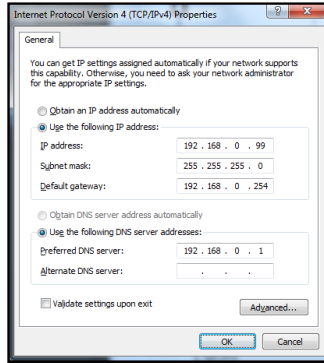 Internet Protocol Version 4 (TCP/IPv4) Properties
General
You can get IP settings assigned automatically if your network supports
this capability. Otherwise, you need to ask your network administrator
for the appropriate IP settings.
Obtain an IP address automatically
Use the following IP address:
IP address: 192 . 168 . 0 . 99
Subnet mask: 255 . 255 . 255 . 0
Default gateway: 192 . 168 . 0 . 254
Obtain DNS server address automatically
Use the following DNS server addresses:
Preferred DNS server: 192 . 168 . 0 . 1
Alternate DNS server: . . .
Validate settings upon exit
Advanced...
OK Cancel